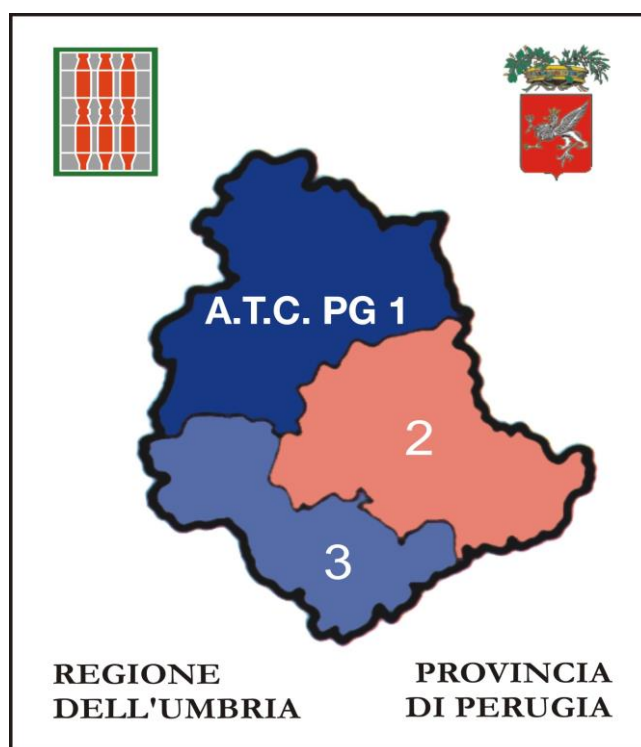 A.T.C. PG 1
2
3
REGIONE
DELL'UMBRIA
PROVINCIA
DI PERUGIA